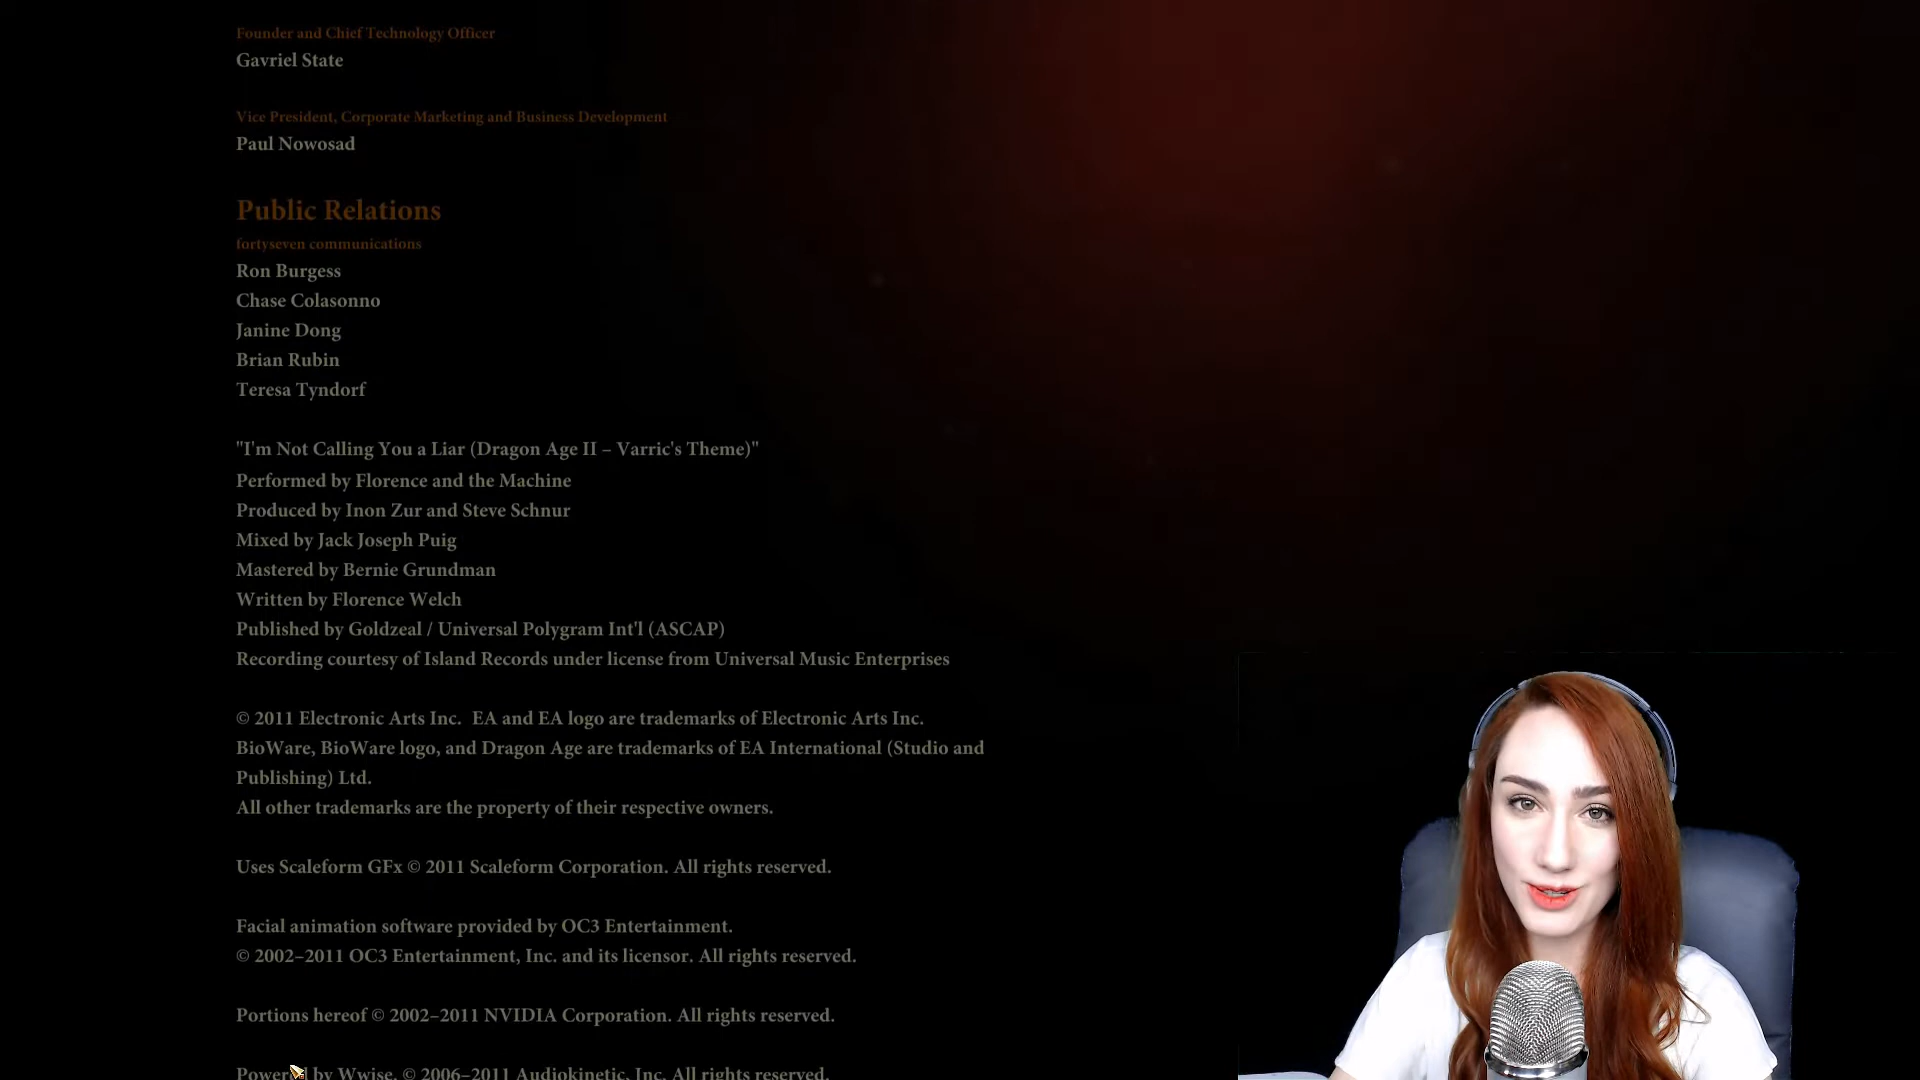 Founder and Chief Technology Officer
Gavriel State
Vice President, Corporate Marketing and Business Development
Paul Nowosad
Public Relations
fortyseven communications
Ron Burgess
Chase Colasonno
Janine Dong
Brian Rubin
Teresa Tyndorf
"I'm Not Calling You a Liar (Dragon Age II – Varric's Theme)"
Performed by Florence and the Machine
Produced by Inon Zur and Steve Schnur
Mixed by Jack Joseph Puig
Mastered by Bernie Grundman
Written by Florence Welch
Published by Goldzeal / Universal Polygram Int'l (ASCAP)
Recording courtesy of Island Records under license from Universal Music Enterprises
© 2011 Electronic Arts Inc.  EA and EA logo are trademarks of Electronic Arts Inc.
BioWare, BioWare logo, and Dragon Age are trademarks of EA International (Studio and
Publishing) Ltd.
All other trademarks are the property of their respective owners.
Uses Scaleform GFx © 2011 Scaleform Corporation. All rights reserved.
Facial animation software provided by OC3 Entertainment.
© 2002–2011 OC3 Entertainment, Inc. and its licensor. All rights reserved.
Portions hereof © 2002–2011 NVIDIA Corporation. All rights reserved.
Powered by Wwise. © 2006–2011 Audiokinetic, Inc. All rights reserved.